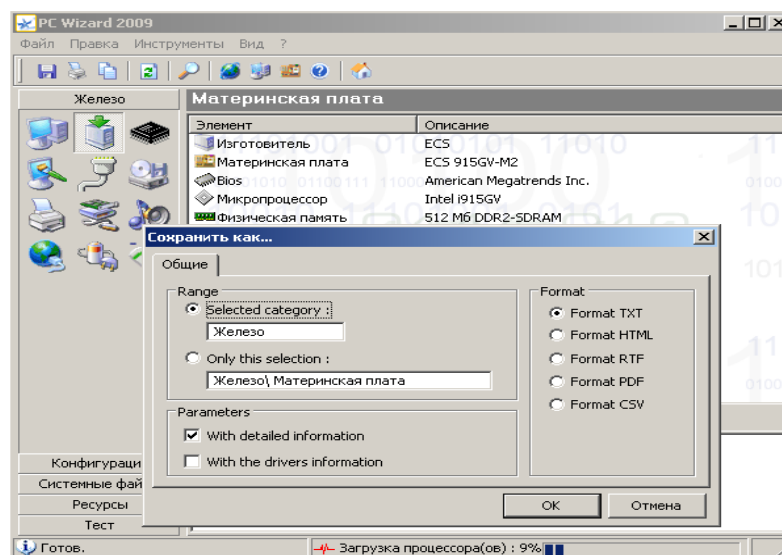 PC Wizard 2009
Файл Правка Инструменты Вид ?
Железо
Материнская плата
Элемент Описание
Изготовитель ECS
Материнская плата ECS 915GV-M2
Bios American Megatrends Inc.
Микропроцессор Intel i915GV
Физическая память 512 Мб DDR2-SDRAM
Сохранить как...
Общие
Range
Selected category :
Железо
Only this selection :
Железо\ Материнская плата
Parameters
With detailed information
With the drivers information
Format
Format TXT
Format HTML
Format RTF
Format PDF
Format CSV
OK Отмена
Конфигураци
Системные фай
Ресурсы
Тест
Готов. Загрузка процессора(ов) : 9%